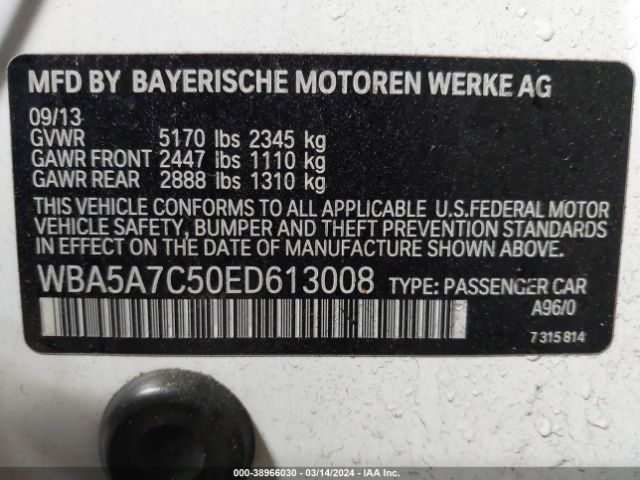 MFD BY BAYERISCHE MOTOREN WERKE AG
09/13
GVWR 5170 lbs 2345 kg
GAWR FRONT 2447 lbs 1110 kg
GAWR REAR 2888 lbs 1310 kg
THIS VEHICLE CONFORMS TO ALL APPLICABLE U.S.FEDERAL MOTOR
VEHICLE SAFETY, BUMPER AND THEFT PREVENTION STANDARDS
IN EFFECT ON THE DATE OF MANUFACTURE SHOWN ABOVE.
WBA5A7C50ED613008 TYPE: PASSENGER CAR
A96/0
7 315 814
000-38966030 - 03/14/2024 - IAA Inc.